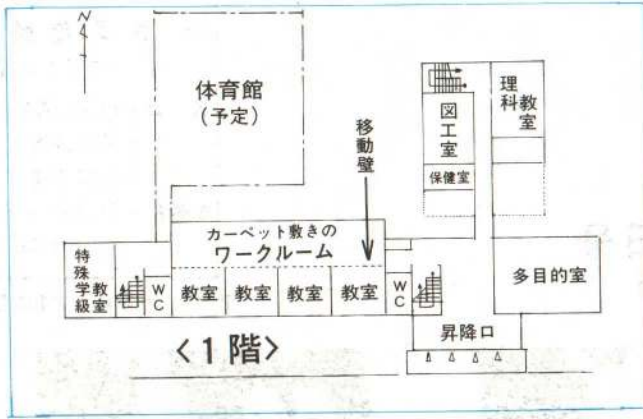 N
体育館
(予定)
移動壁
図工室
理科教室
保健室
カーペット敷きの
ワークルーム
特殊学級教室
WC
教室
教室
教室
教室
WC
多目的室
昇降口
<1階>